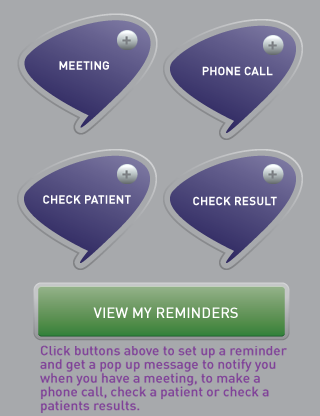 MEETING
PHONE CALL
CHECK PATIENT
CHECK RESULT
VIEW MY REMINDERS
Click buttons above to set up a reminder
and get a pop up message to notify you
when you have a meeting, to make a
phone call, check a patient or check a
patients results.